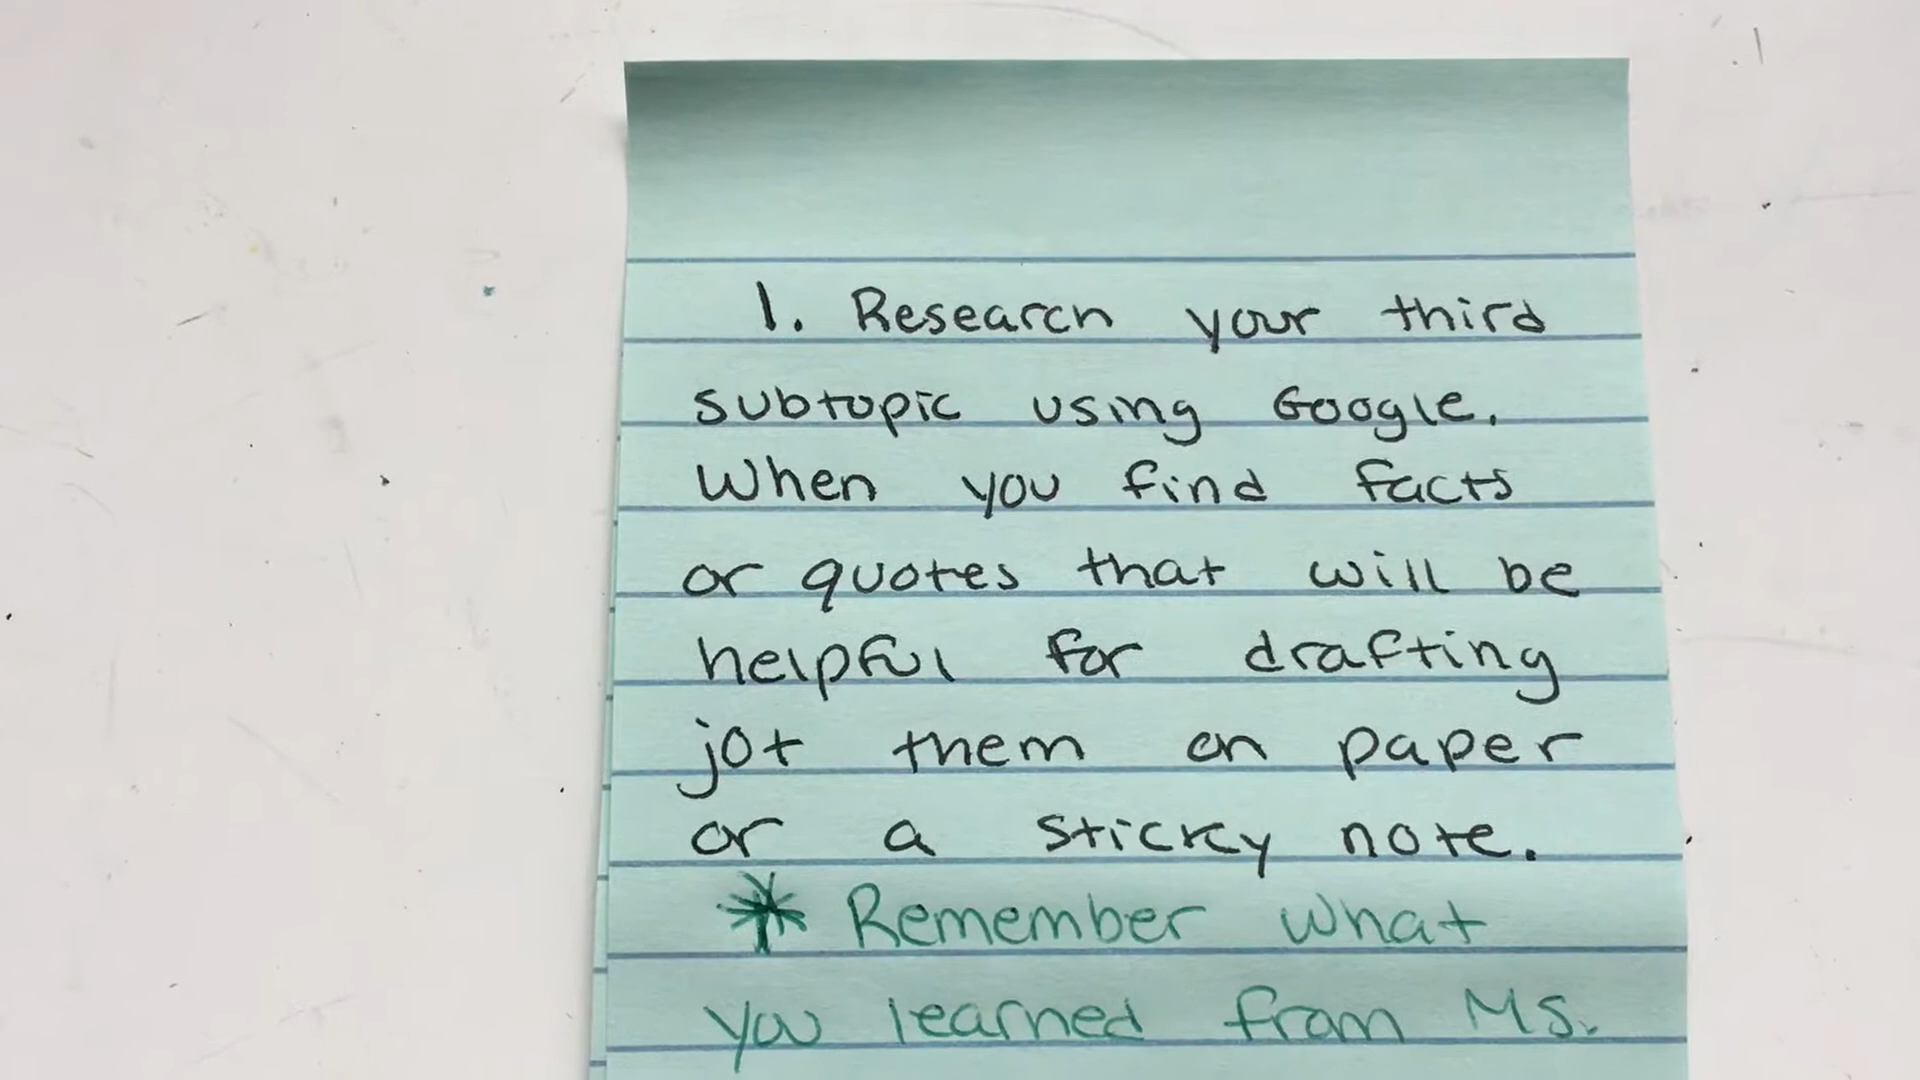 1. Research your third
subtopic using Google.
When you find facts
or quotes that will be
helpful for drafting
jot them on paper
or a sticky note.
* Remember what
you learned from Ms.